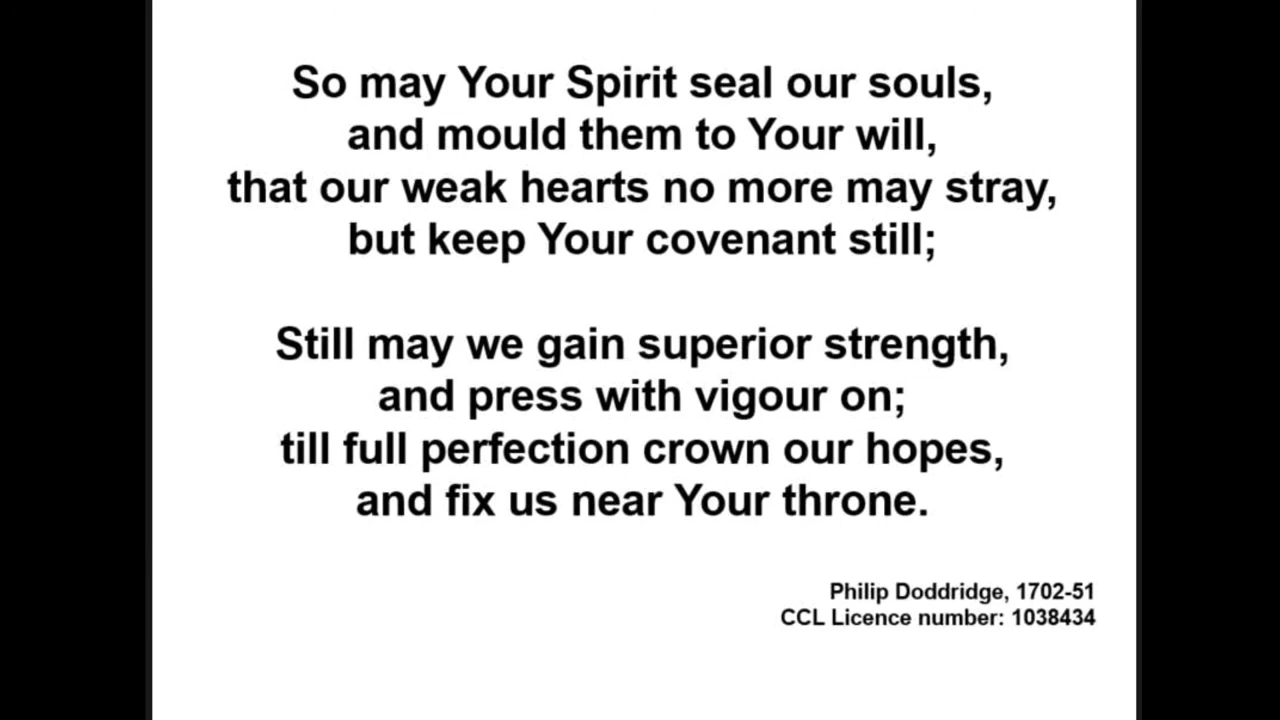 So may Your Spirit seal our souls,
and mould them to Your will,
that our weak hearts no more may stray,
but keep Your covenant still;
Still may we gain superior strength,
and press with vigour on;
till full perfection crown our hopes,
and fix us near Your throne.
Philip Doddridge, 1702-51
CCL Licence number: 1038434